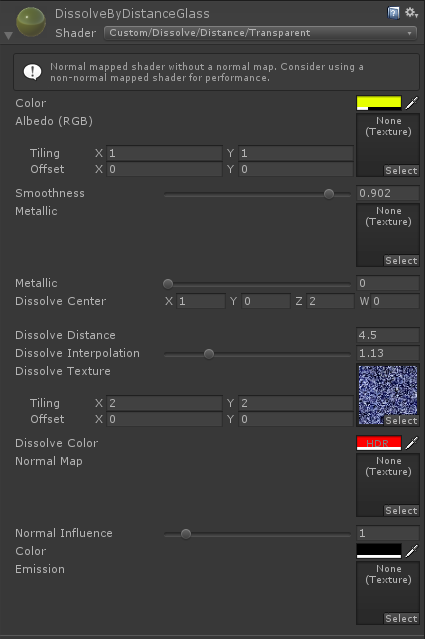 DissolveByDistanceGlass
Shader Custom/Dissolve/Distance/Transparent
Normal mapped shader without a normal map. Consider using a
non-normal mapped shader for performance.
Color
Albedo (RGB) None
(Texture)
Tiling X 1 Y 1
Offset X 0 Y 0
Select
Smoothness 0.902
Metallic None
(Texture)
Select
Metallic 0
Dissolve Center X 1 Y 0 Z 2 W 0
Dissolve Distance 4.5
Dissolve Interpolation 1.13
Dissolve Texture
Tiling X 2 Y 2
Offset X 0 Y 0
Select
Dissolve Color HDR
Normal Map None
(Texture)
Select
Normal Influence 1
Color
Emission None
(Texture)
Select